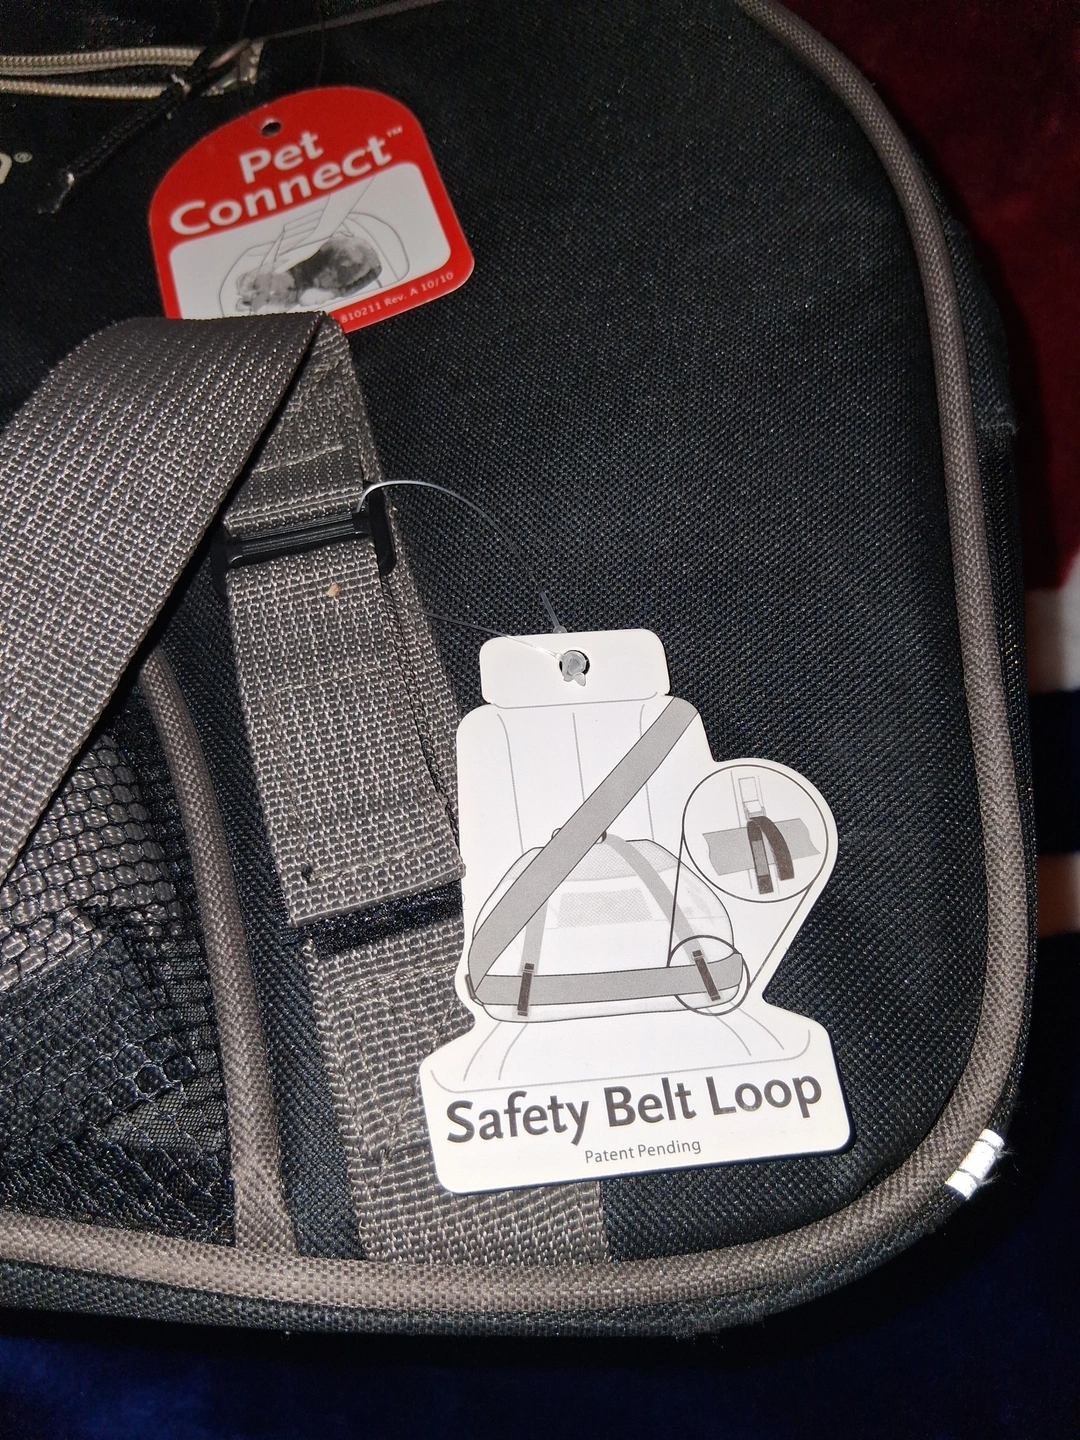 Pet
Connect™
810211 Rev. A 10/10
Safety Belt Loop
Patent Pending